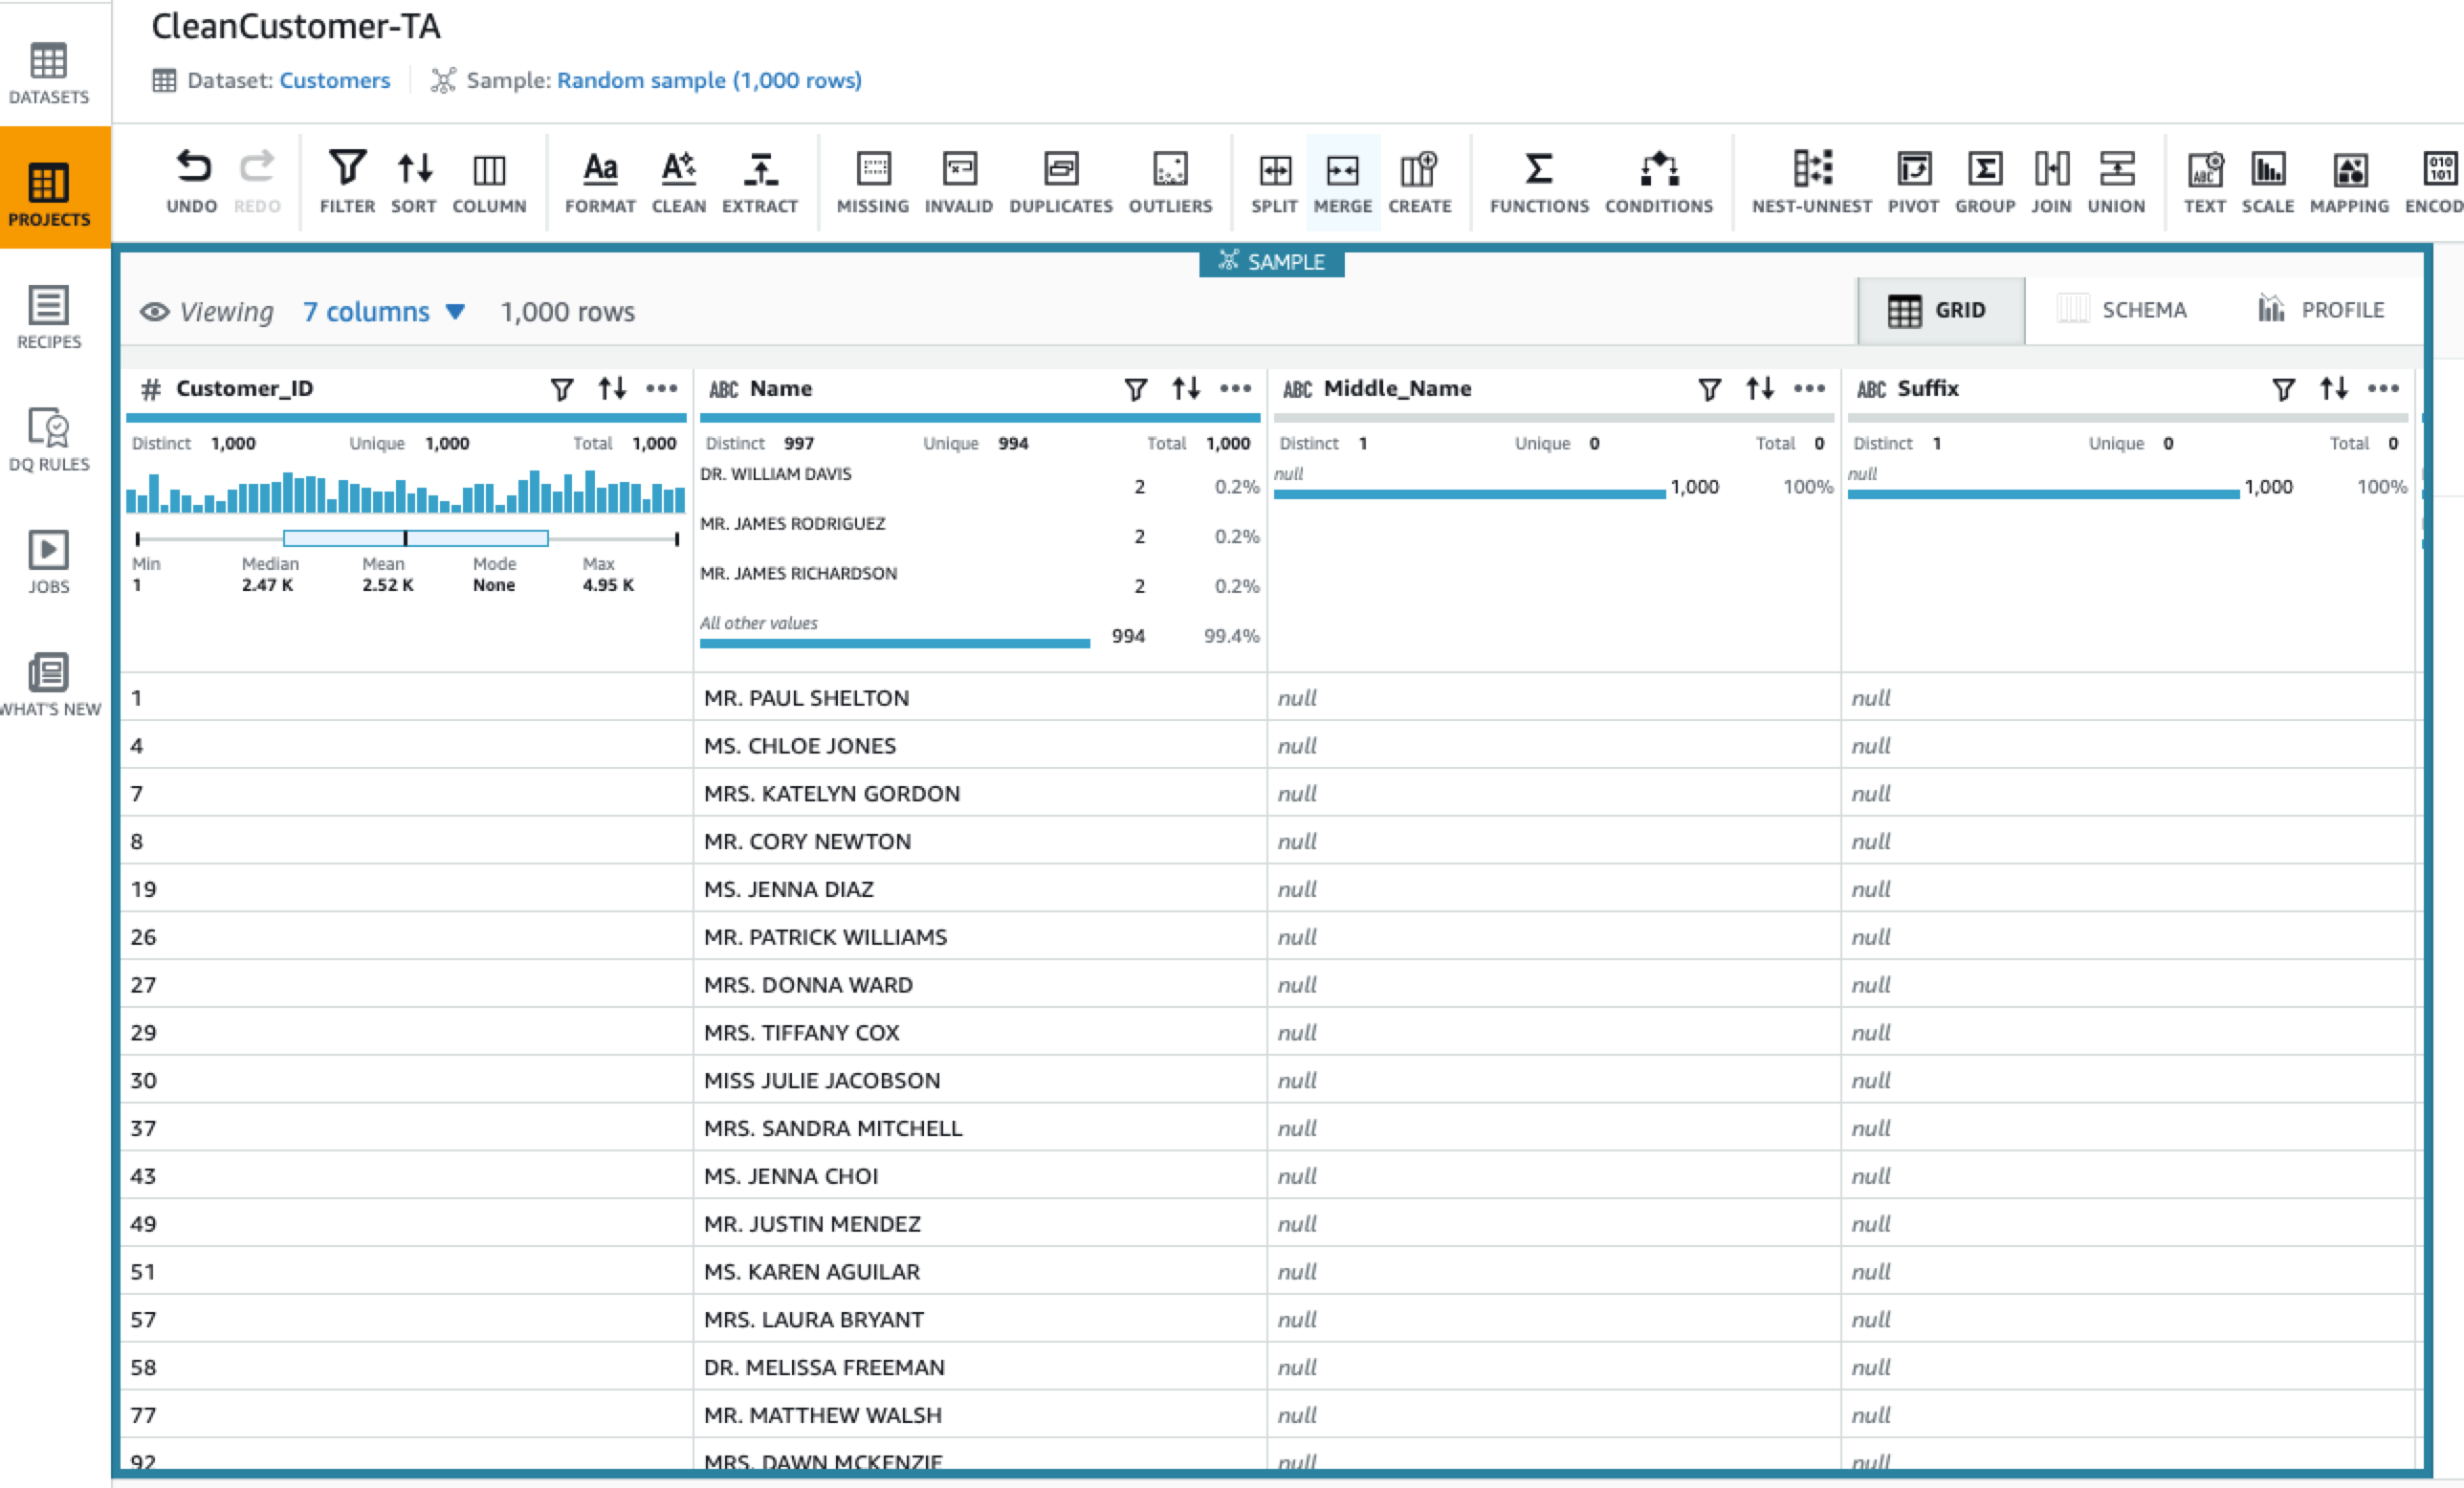 CleanCustomer-TA
Dataset: Customers Sample: Random sample (1,000 rows)
DATASETS
PROJECTS
RECIPES
DQ RULES
JOBS
WHAT'S NEW
UNDO REDO FILTER SORT COLUMN FORMAT CLEAN EXTRACT MISSING INVALID DUPLICATES OUTLIERS SPLIT MERGE CREATE FUNCTIONS CONDITIONS NEST-UNNEST PIVOT GROUP JOIN UNION TEXT SCALE MAPPING ENCOD
SAMPLE
Viewing 7 columns 1,000 rows GRID SCHEMA PROFILE
# Customer_ID ABC Name ABC Middle_Name ABC Suffix
Distinct 1,000 Unique 1,000 Total 1,000 Distinct 997 Unique 994 Total 1,000 Distinct 1 Unique 0 Total 0 Distinct 1 Unique 0 Total 0
DR. WILLIAM DAVIS 2 0.2% null 1,000 100% null 1,000 100%
MR. JAMES RODRIGUEZ 2 0.2%
Min Median Mean Mode Max
1 2.47 K 2.52 K None 4.95 K
MR. JAMES RICHARDSON 2 0.2%
All other values 994 99.4%
1 MR. PAUL SHELTON null null
4 MS. CHLOE JONES null null
7 MRS. KATELYN GORDON null null
8 MR. CORY NEWTON null null
19 MS. JENNA DIAZ null null
26 MR. PATRICK WILLIAMS null null
27 MRS. DONNA WARD null null
29 MRS. TIFFANY COX null null
30 MISS JULIE JACOBSON null null
37 MRS. SANDRA MITCHELL null null
43 MS. JENNA CHOI null null
49 MR. JUSTIN MENDEZ null null
51 MS. KAREN AGUILAR null null
57 MRS. LAURA BRYANT null null
58 DR. MELISSA FREEMAN null null
77 MR. MATTHEW WALSH null null
92 MRS. DAWN MCKENZIE null null